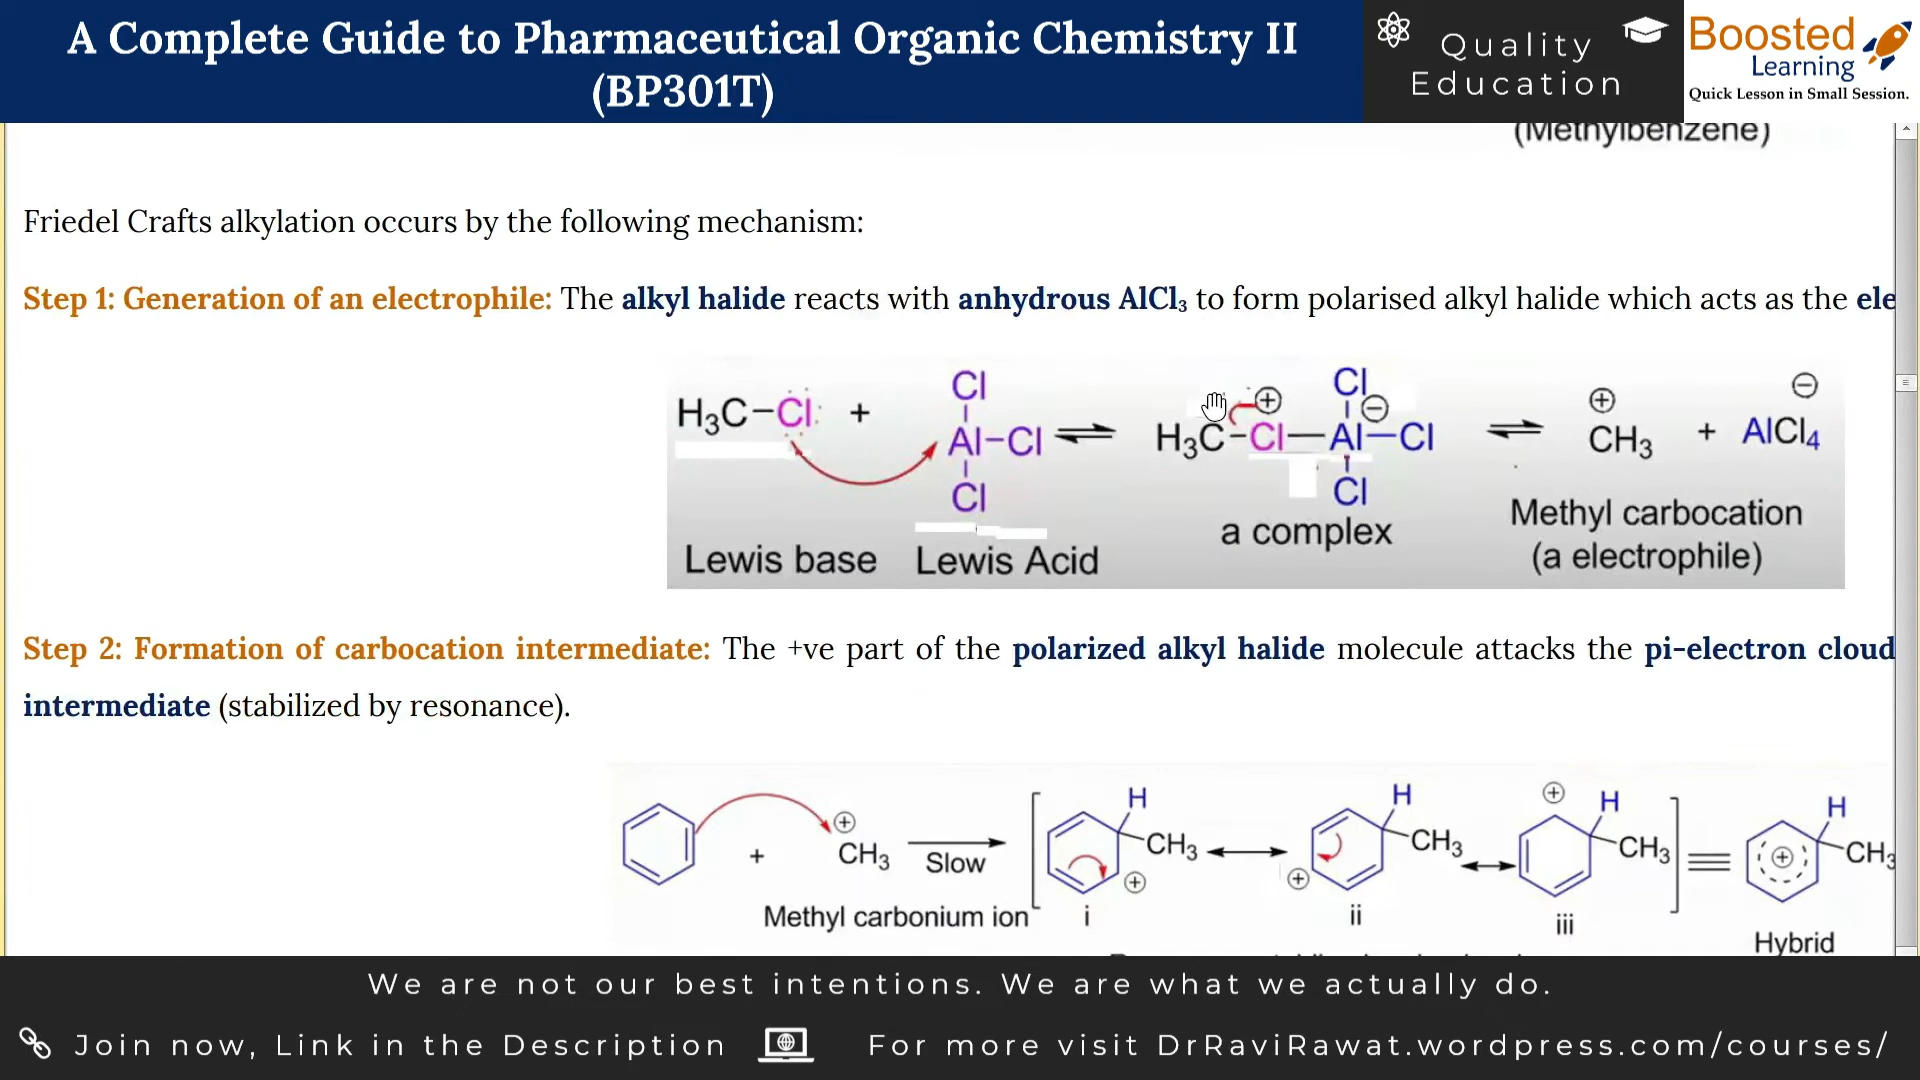 A Complete Guide to Pharmaceutical Organic Chemistry II
(BP301T)
Quality
Education
Boosted
Learning
Quick Lesson in Small Session.
(Methylbenzene)
Friedel Crafts alkylation occurs by the following mechanism:
Step 1: Generation of an electrophile: The alkyl halide reacts with anhydrous AlCl₃ to form polarised alkyl halide which acts as the ele
Cl Cl ⊖
H₃C-Cl: + Al-Cl ⇌ H₃C-Cl⊕—Al⊖—Cl ⇌ ⊕CH₃ + AlCl₄
Cl Cl
a complex
Methyl carbocation
Lewis base Lewis Acid
(a electrophile)
Step 2: Formation of carbocation intermediate: The +ve part of the polarized alkyl halide molecule attacks the pi-electron cloud
intermediate (stabilized by resonance).
H H ⊕ H H
+ ⊕CH₃ Slow CH₃ ⊕ ⊕ CH₃ CH₃ ⊕ CH₃
Methyl carbonium ion i ii iii
Hybrid
We are not our best intentions. We are what we actually do.
Join now, Link in the Description For more visit DrRaviRawat.wordpress.com/courses/